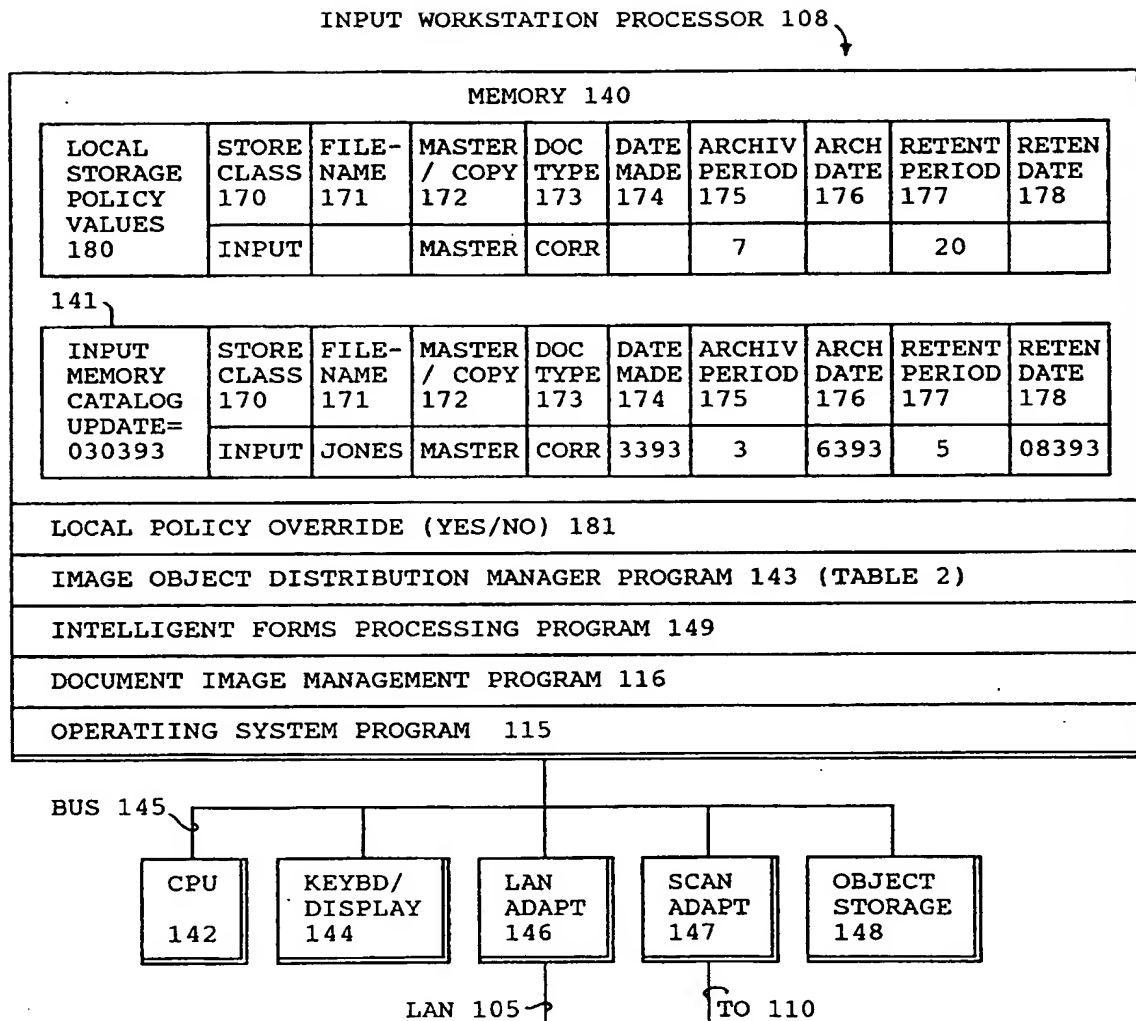 INPUT WORKSTATION PROCESSOR 108
MEMORY 140
LOCAL STORAGE POLICY VALUES 180
STORE CLASS 170
FILE-NAME 171
MASTER / COPY 172
DOC TYPE 173
DATE MADE 174
ARCHIV PERIOD 175
ARCH DATE 176
RETENT PERIOD 177
RETEN DATE 178
INPUT MASTER CORR 7 20
141
INPUT MEMORY CATALOG UPDATE= 030393
STORE CLASS 170
FILE-NAME 171
MASTER / COPY 172
DOC TYPE 173
DATE MADE 174
ARCHIV PERIOD 175
ARCH DATE 176
RETENT PERIOD 177
RETEN DATE 178
INPUT JONES MASTER CORR 3393 3 6393 5 08393
LOCAL POLICY OVERRIDE (YES/NO) 181
IMAGE OBJECT DISTRIBUTION MANAGER PROGRAM 143 (TABLE 2)
INTELLIGENT FORMS PROCESSING PROGRAM 149
DOCUMENT IMAGE MANAGEMENT PROGRAM 116
OPERATIING SYSTEM PROGRAM 115
BUS 145
CPU 142
KEYBD/ DISPLAY 144
LAN ADAPT 146
SCAN ADAPT 147
OBJECT STORAGE 148
LAN 105
TO 110